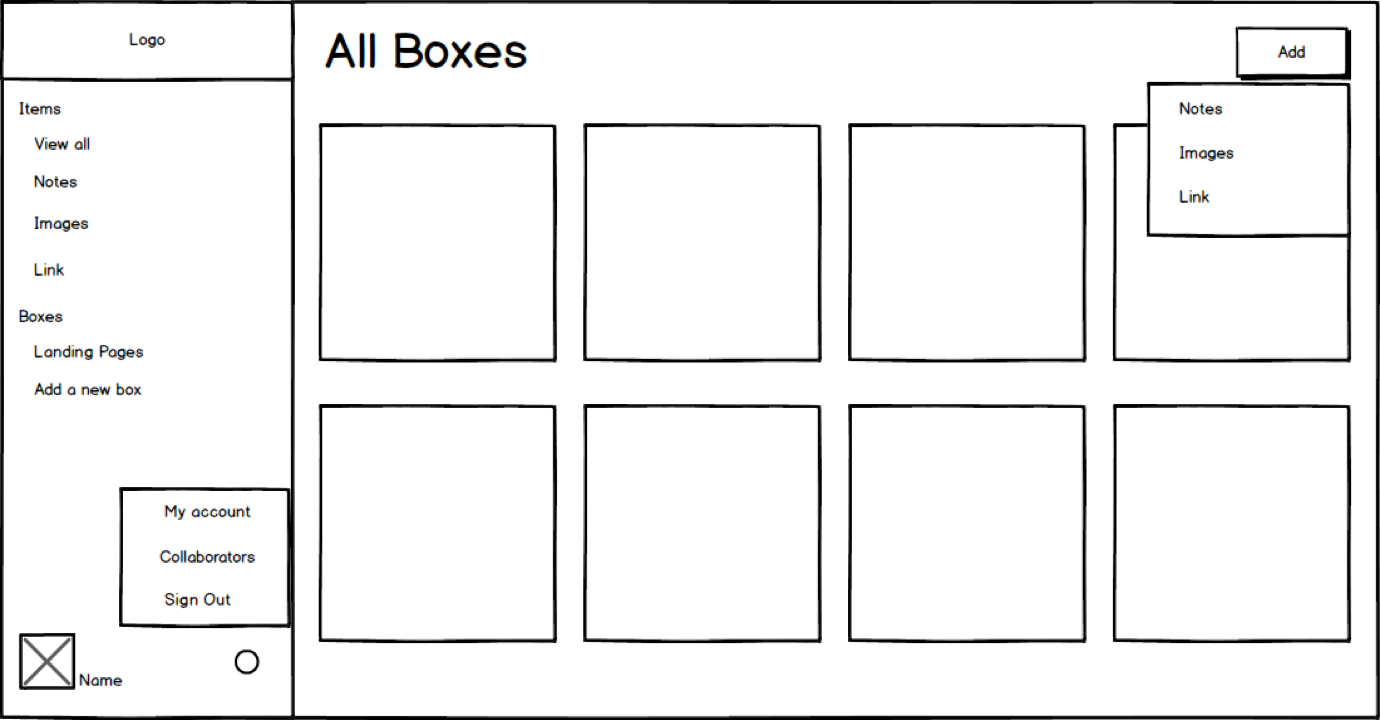 Logo
Items
View all
Notes
Images
Link
Boxes
Landing Pages
Add a new box
My account
Collaborators
Sign Out
Name
All Boxes
Add
Notes
Images
Link